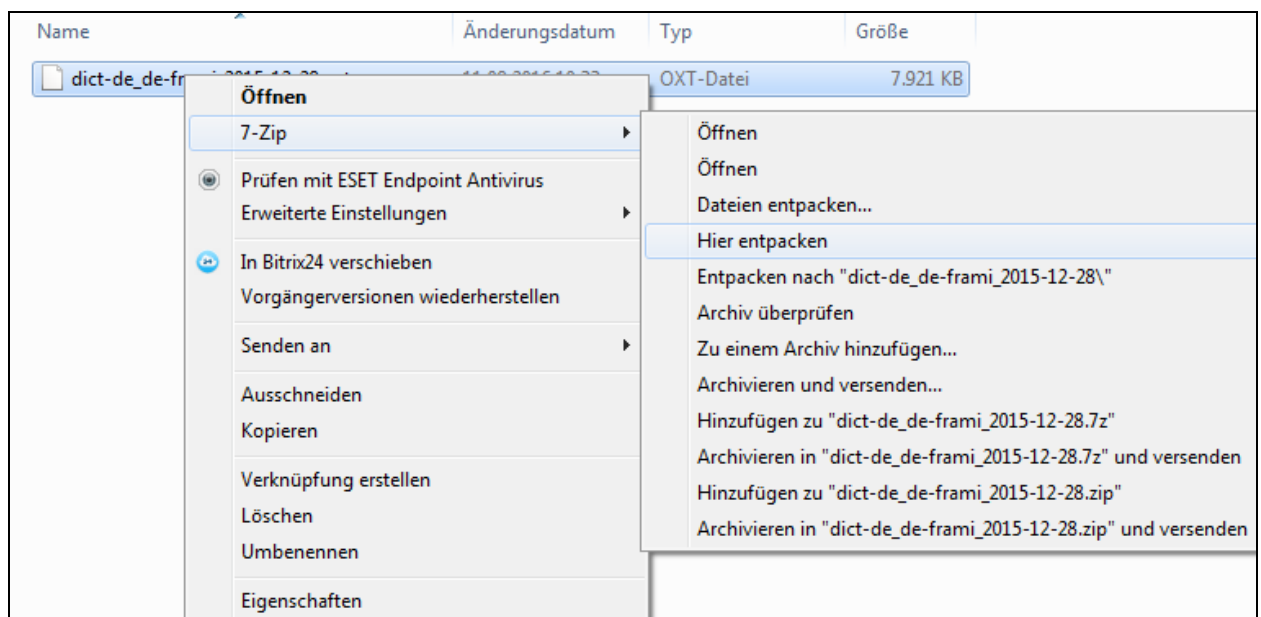 Name Änderungsdatum Typ Größe
dict-de_de-fr OXT-Datei 7.921 KB
Öffnen
7-Zip
Prüfen mit ESET Endpoint Antivirus
Erweiterte Einstellungen
In Bitrix24 verschieben
Vorgängerversionen wiederherstellen
Senden an
Ausschneiden
Kopieren
Verknüpfung erstellen
Löschen
Umbenennen
Eigenschaften
Öffnen
Öffnen
Dateien entpacken...
Hier entpacken
Entpacken nach "dict-de_de-frami_2015-12-28\"
Archiv überprüfen
Zu einem Archiv hinzufügen...
Archivieren und versenden...
Hinzufügen zu "dict-de_de-frami_2015-12-28.7z"
Archivieren in "dict-de_de-frami_2015-12-28.7z" und versenden
Hinzufügen zu "dict-de_de-frami_2015-12-28.zip"
Archivieren in "dict-de_de-frami_2015-12-28.zip" und versenden